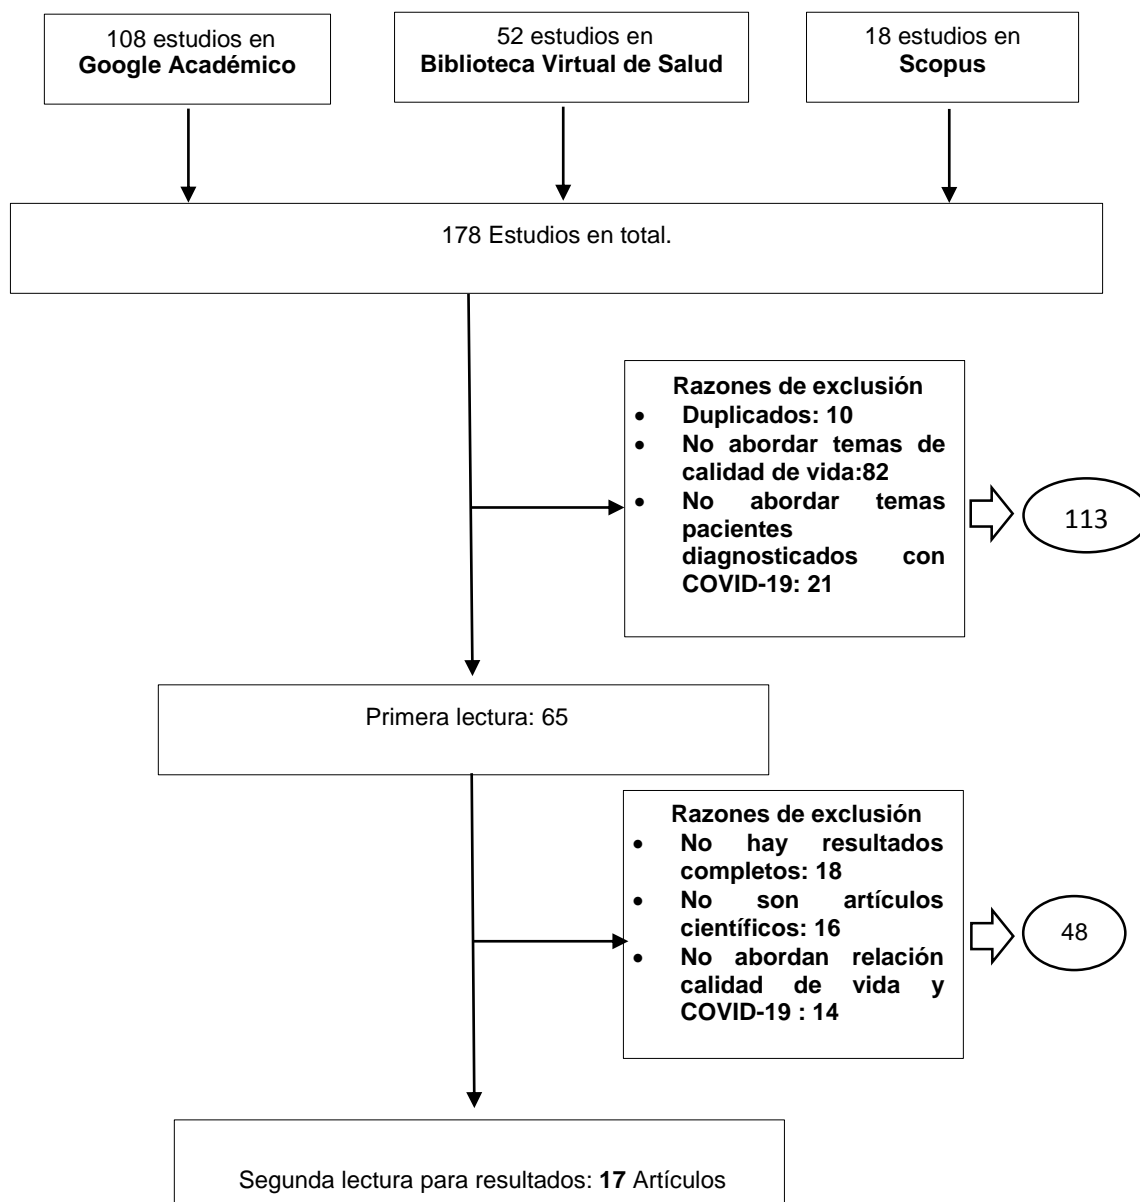 108 estudios en
Google Académico
52 estudios en
Biblioteca Virtual de Salud
18 estudios en
Scopus
178 Estudios en total.
Razones de exclusión
• Duplicados: 10
• No abordar temas de
calidad de vida:82
• No abordar temas
pacientes
diagnosticados con
COVID-19: 21
113
Primera lectura: 65
Razones de exclusión
• No hay resultados
completos: 18
• No son artículos
científicos: 16
• No abordan relación
calidad de vida y
COVID-19 : 14
48
Segunda lectura para resultados: 17 Artículos